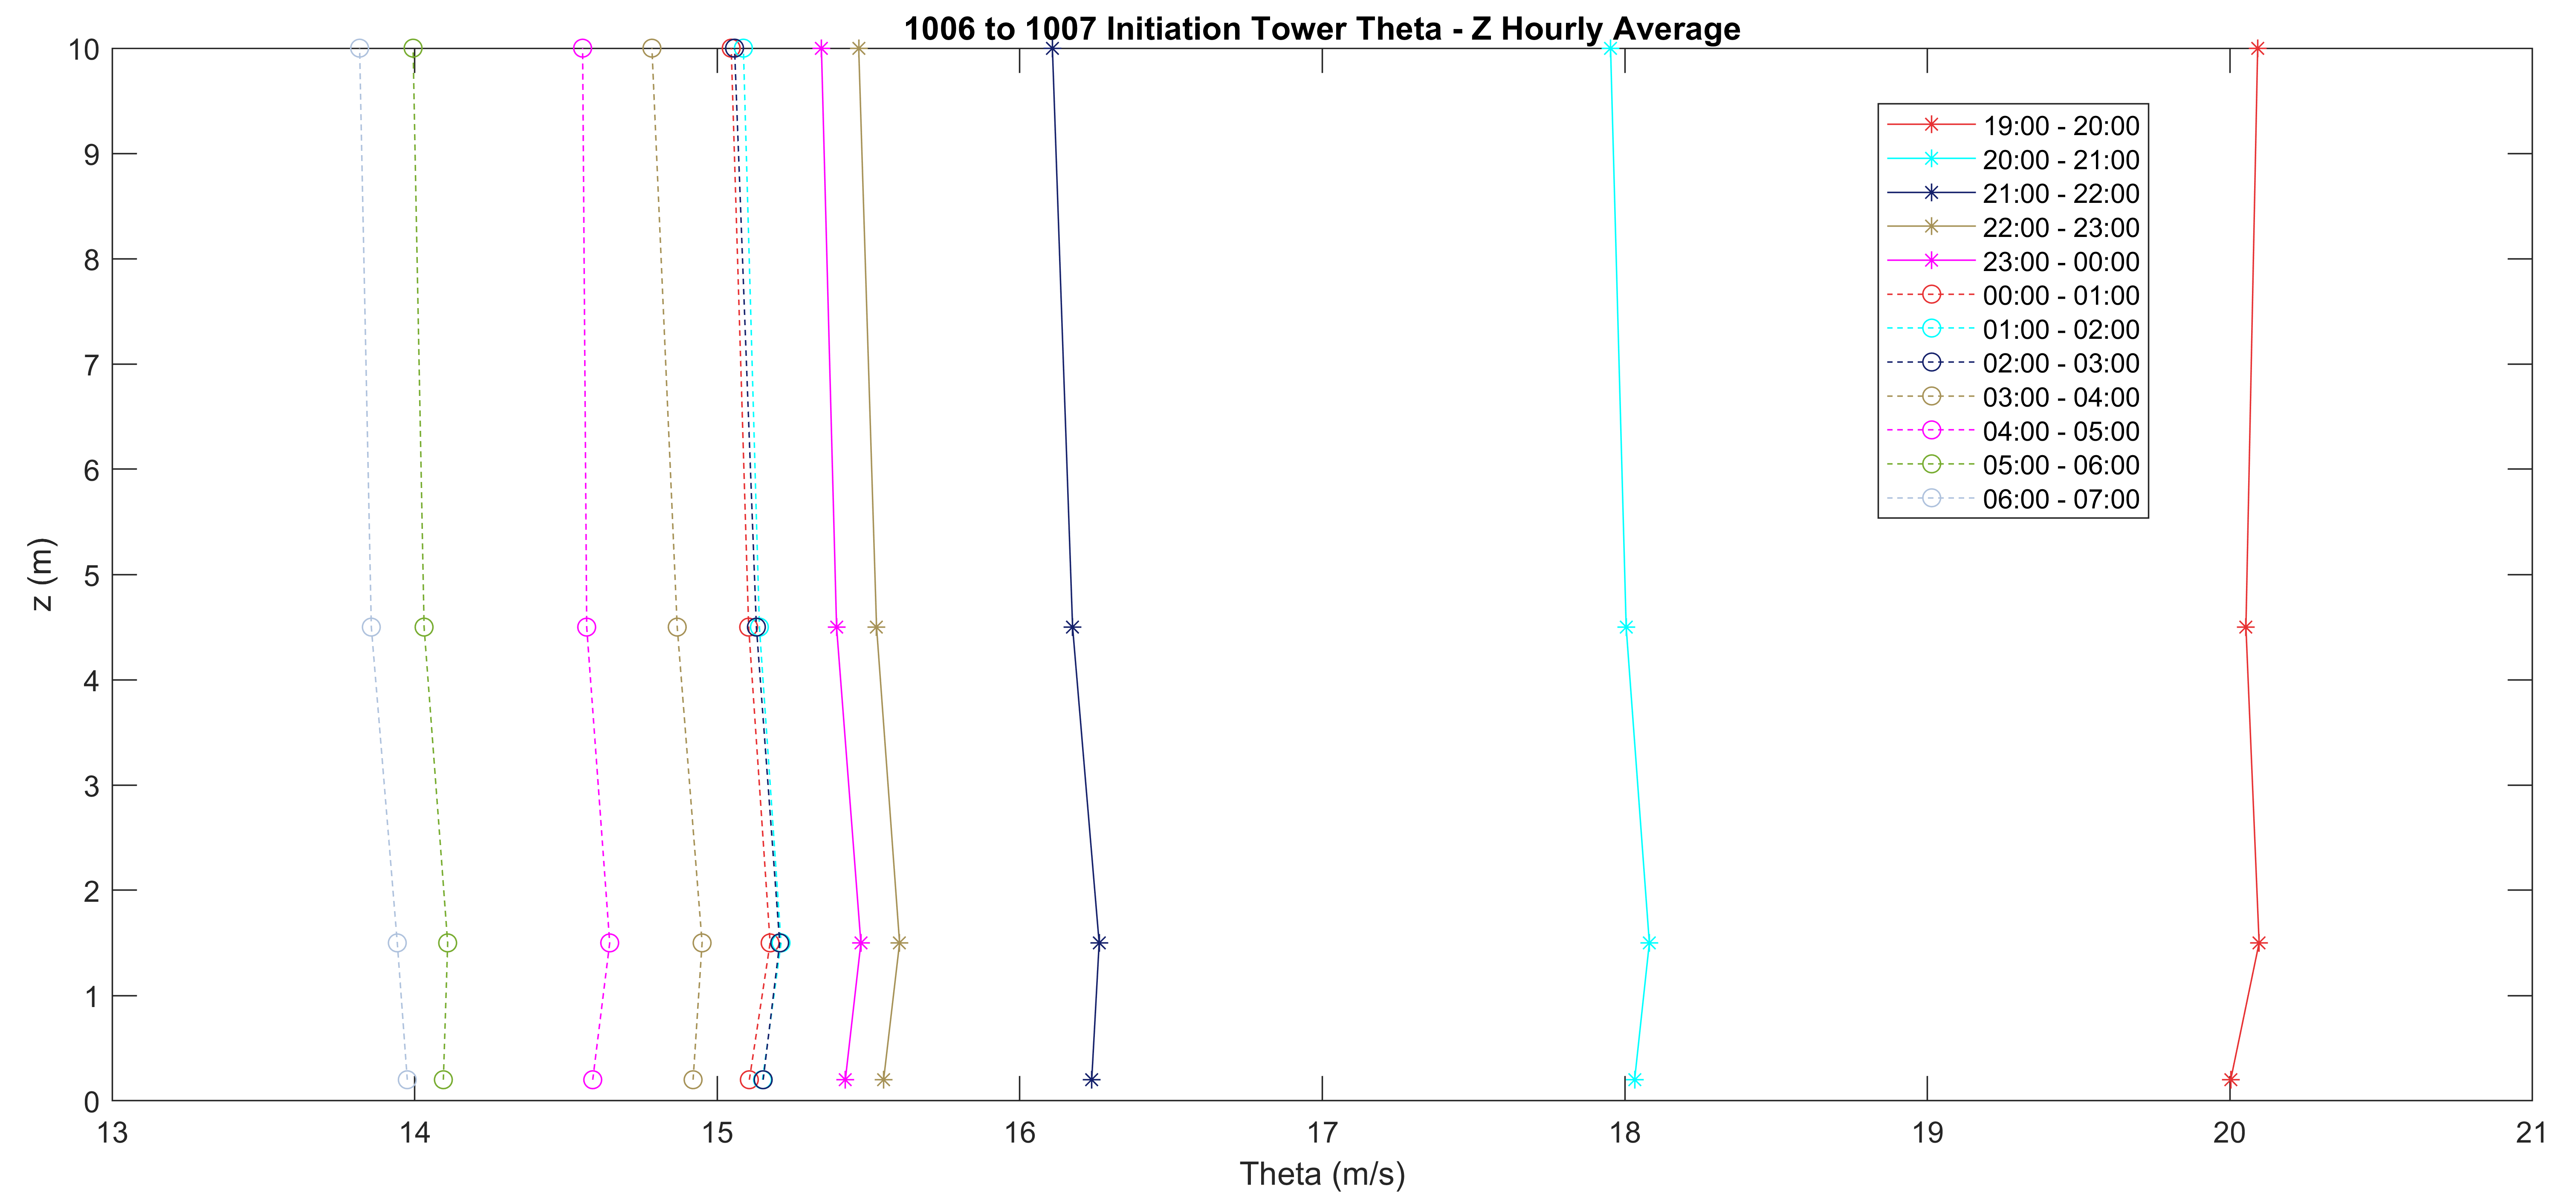 1006 to 1007 Initiation Tower Theta - Z Hourly Average
10
9
8
7
6
5
4
3
2
1
0
z (m)
19:00 - 20:00
20:00 - 21:00
21:00 - 22:00
22:00 - 23:00
23:00 - 00:00
00:00 - 01:00
01:00 - 02:00
02:00 - 03:00
03:00 - 04:00
04:00 - 05:00
05:00 - 06:00
06:00 - 07:00
13 14 15 16 17 18 19 20 21
Theta (m/s)